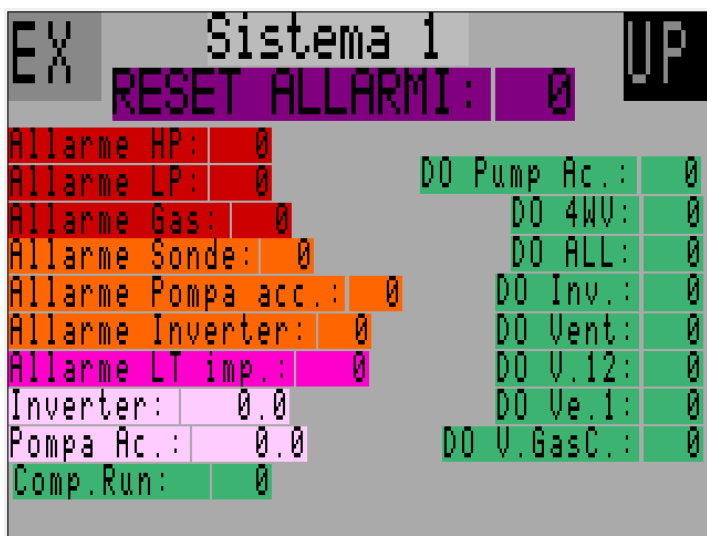 EX Sistema 1 UP
RESET ALLARMI: 0
Allarme HP: 0
Allarme LP: 0
Allarme Gas: 0
Allarme Sonde: 0
Allarme Pompa acc.: 0
Allarme Inverter: 0
Allarme LT imp.: 0
Inverter: 0.0
Pompa Ac.: 0.0
Comp.Run: 0
DO Pump Ac.: 0
DO 4WV: 0
DO ALL: 0
DO Inv.: 0
DO Vent: 0
DO V.12: 0
DO Ve.1: 0
DO V.GasC.: 0